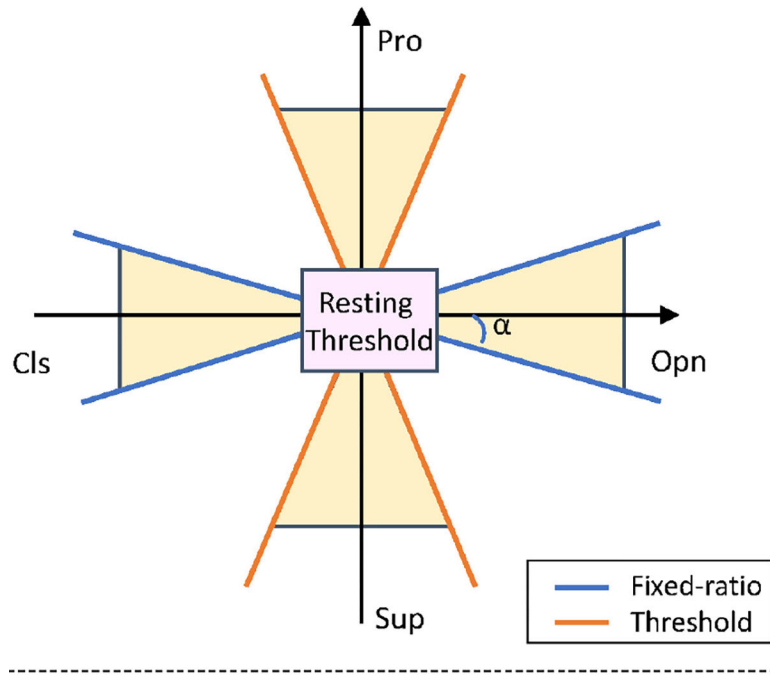 Pro
Resting
Threshold
α
Cls
Opn
Sup
Fixed-ratio
Threshold